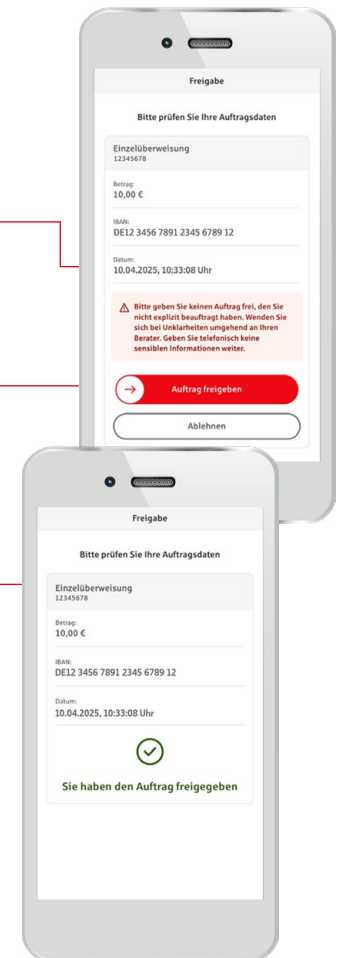 Freigabe
Bitte prüfen Sie Ihre Auftragsdaten
Einzelüberweisung
12345678
Betrag:
10,00 €
IBAN:
DE12 3456 7891 2345 6789 12
Datum:
10.04.2025, 10:33:08 Uhr
Bitte geben Sie keinen Auftrag frei, den Sie
nicht explizit beauftragt haben. Wenden Sie
sich bei Unklarheiten umgehend an Ihren
Berater. Geben Sie telefonisch keine
sensiblen Informationen weiter.
Auftrag freigeben
Ablehnen
Freigabe
Bitte prüfen Sie Ihre Auftragsdaten
Einzelüberweisung
12345678
Betrag:
10,00 €
IBAN:
DE12 3456 7891 2345 6789 12
Datum:
10.04.2025, 10:33:08 Uhr
Sie haben den Auftrag freigegeben